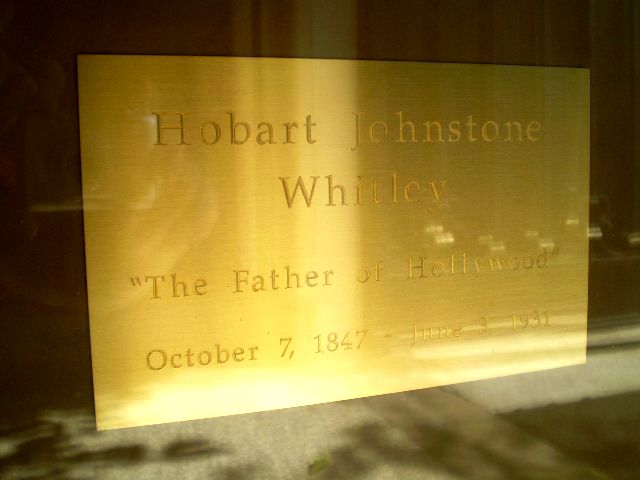 Hobart Johnstone
Whitley
"The Father of Hollywood"
October 7, 1847 - June 3, 1931